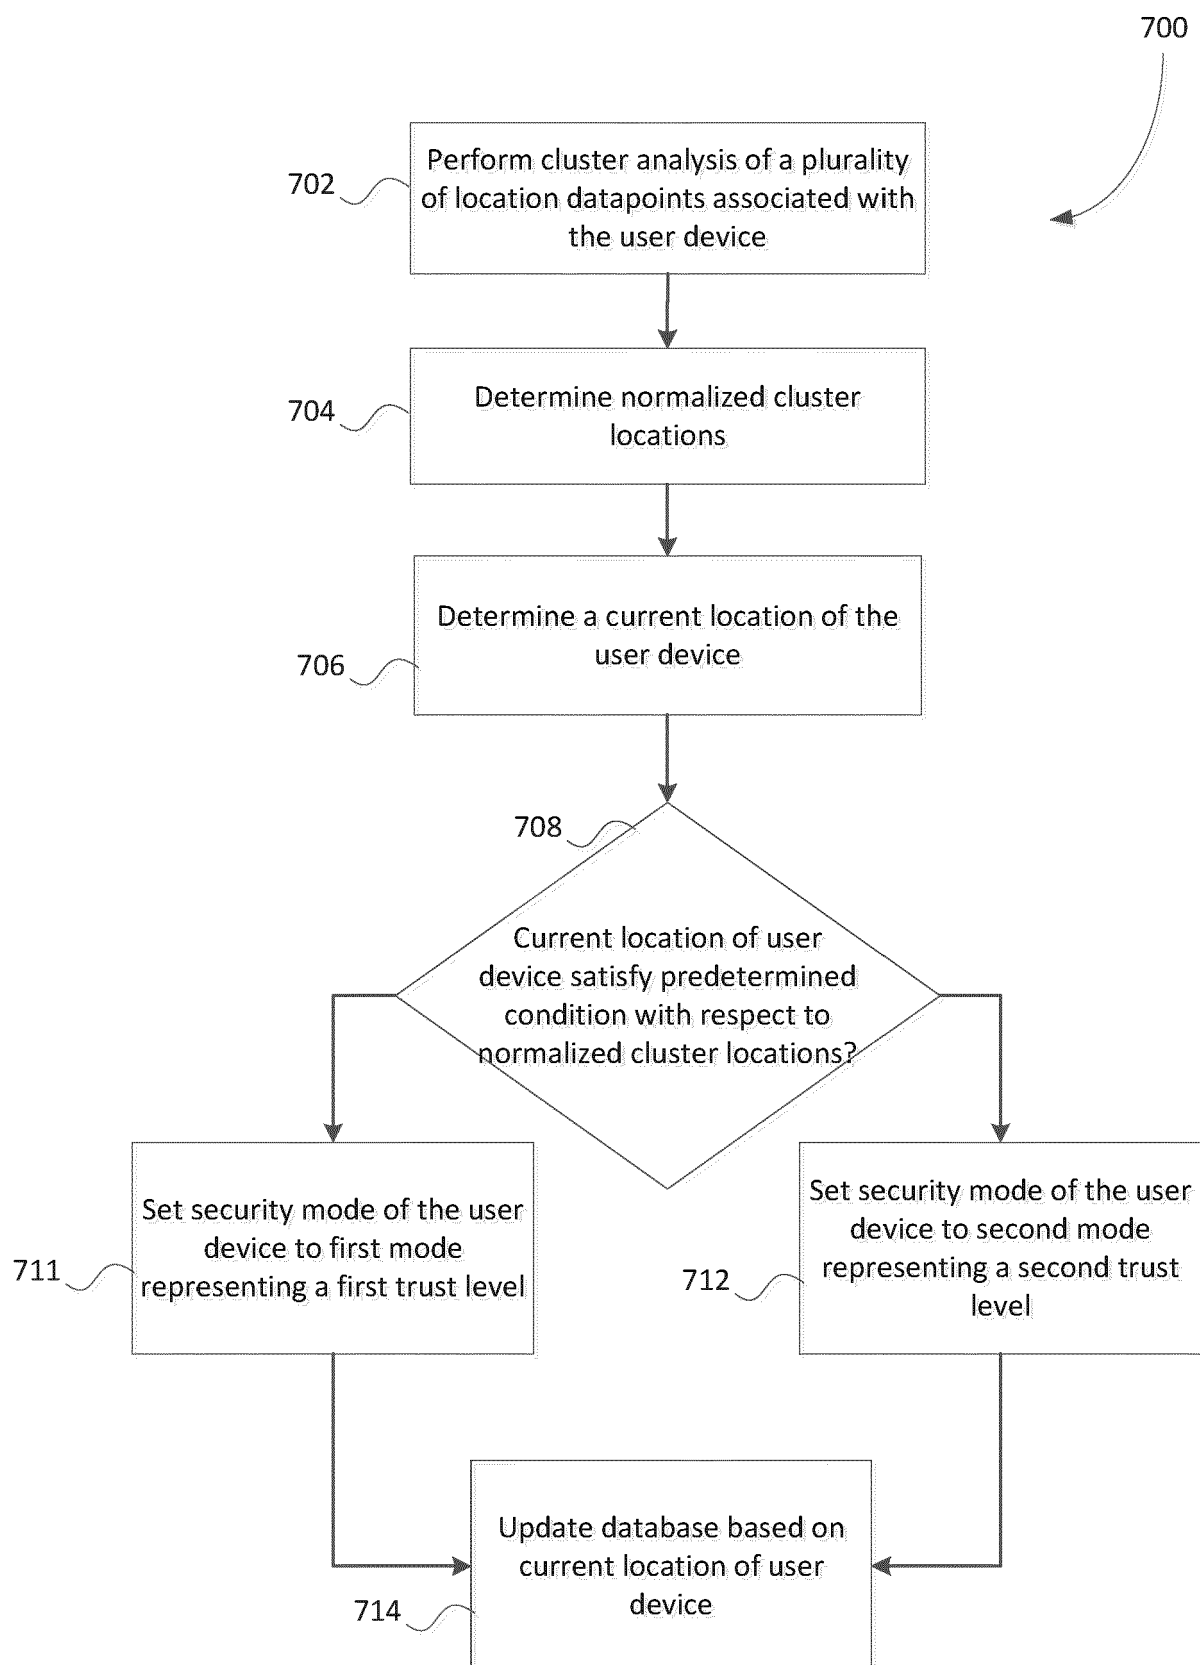 700
Perform cluster analysis of a plurality
of location datapoints associated with
the user device
702
Determine normalized cluster
locations
704
Determine a current location of the
user device
706
708
Current location of user
device satisfy predetermined
condition with respect to
normalized cluster locations?
Set security mode of the user
device to first mode
representing a first trust level
711
Set security mode of the user
device to second mode
representing a second trust
level
712
Update database based on
current location of user
device
714